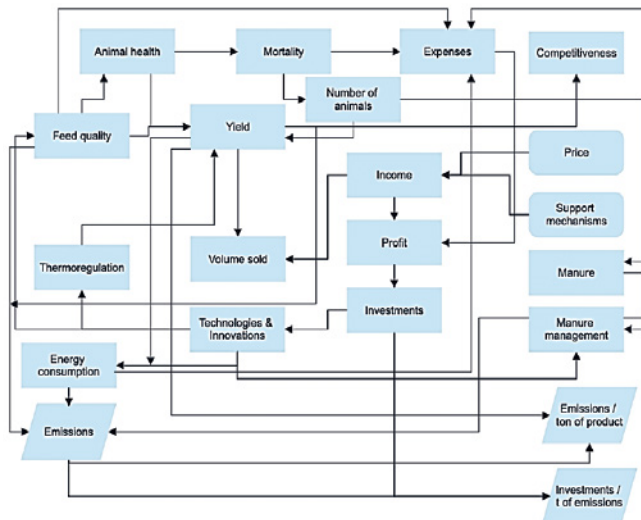 Animal health
Mortality
Expenses
Competitiveness
Number of
animals
Feed quality
Yield
Price
Income
Support
mechanisms
Profit
Volume sold
Thermoregulation
Manure
Investments
Technologies &
Innovations
Manure
management
Energy
consumption
Emissions
Emissions /
ton of product
Investments /
t of emissions